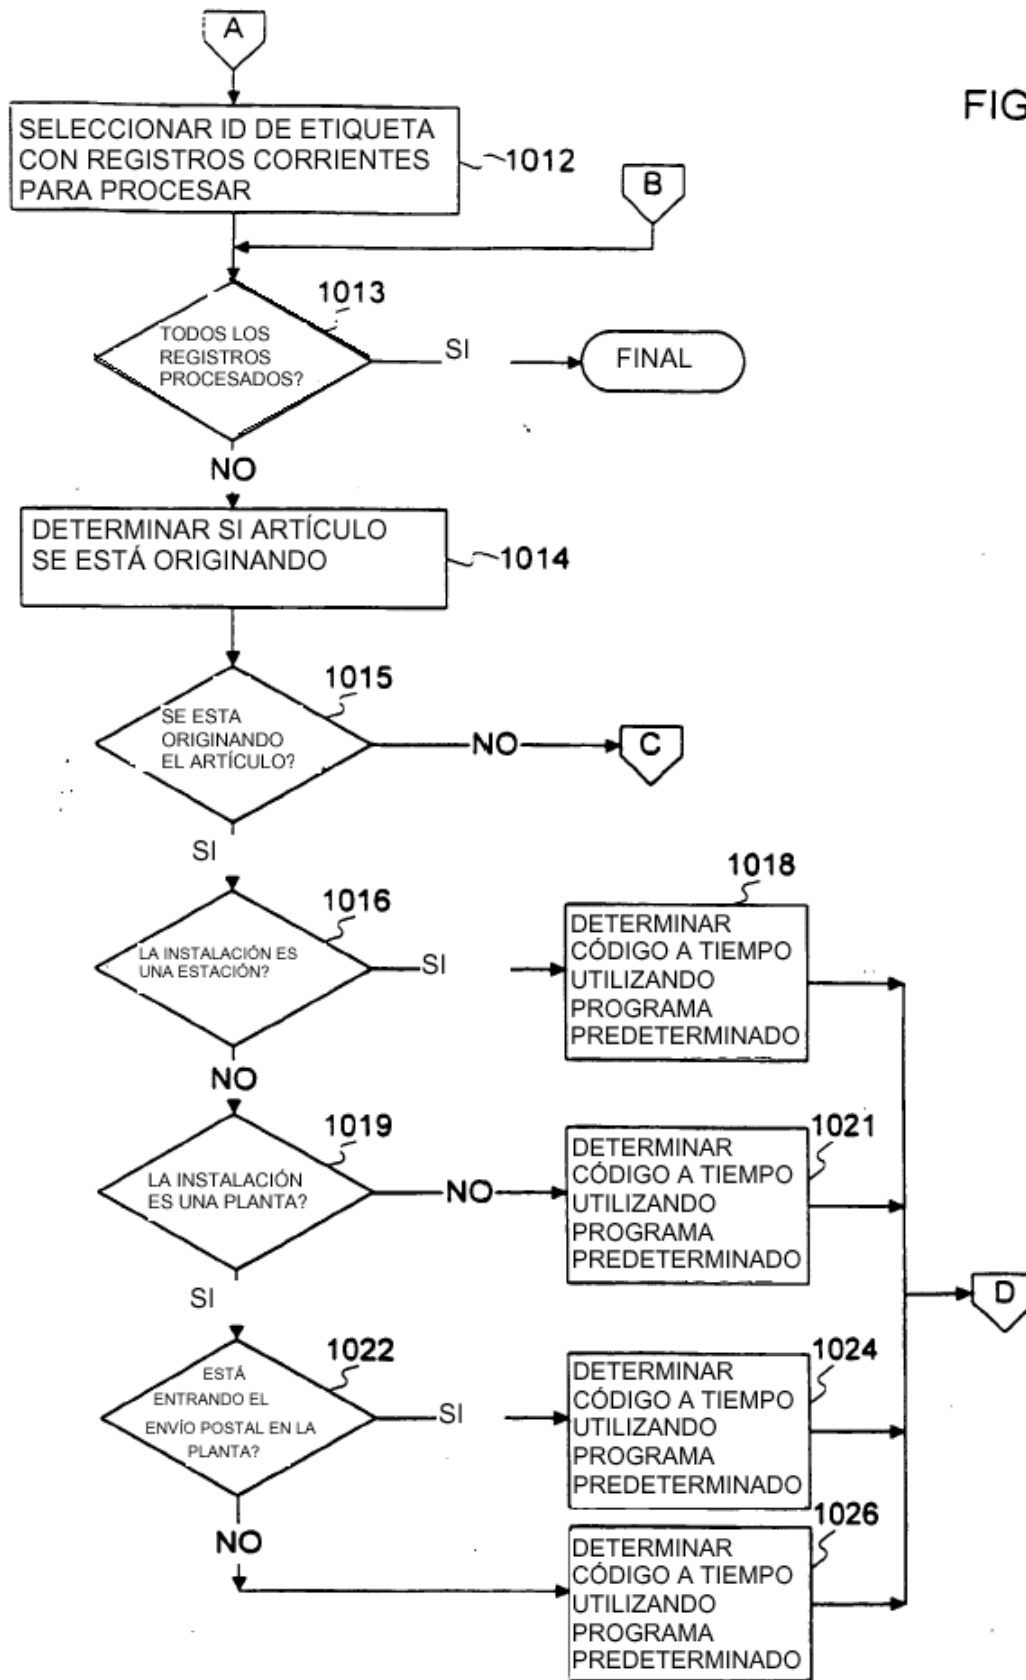 A
FIG
SELECCIONAR ID DE ETIQUETA
CON REGISTROS CORRIENTES
PARA PROCESAR
1012
B
1013
TODOS LOS
REGISTROS
PROCESADOS?
SI
FINAL
NO
DETERMINAR SI ARTÍCULO
SE ESTÁ ORIGINANDO
1014
1015
SE ESTA
ORIGINANDO
EL ARTÍCULO?
NO
C
SI
1016
LA INSTALACIÓN ES
UNA ESTACIÓN?
SI
1018
DETERMINAR
CÓDIGO A TIEMPO
UTILIZANDO
PROGRAMA
PREDETERMINADO
NO
1019
LA INSTALACIÓN
ES UNA PLANTA?
NO
1021
DETERMINAR
CÓDIGO A TIEMPO
UTILIZANDO
PROGRAMA
PREDETERMINADO
D
SI
1022
ESTÁ
ENTRANDO EL
ENVÍO POSTAL EN LA
PLANTA?
SI
1024
DETERMINAR
CÓDIGO A TIEMPO
UTILIZANDO
PROGRAMA
PREDETERMINADO
NO
1026
DETERMINAR
CÓDIGO A TIEMPO
UTILIZANDO
PROGRAMA
PREDETERMINADO